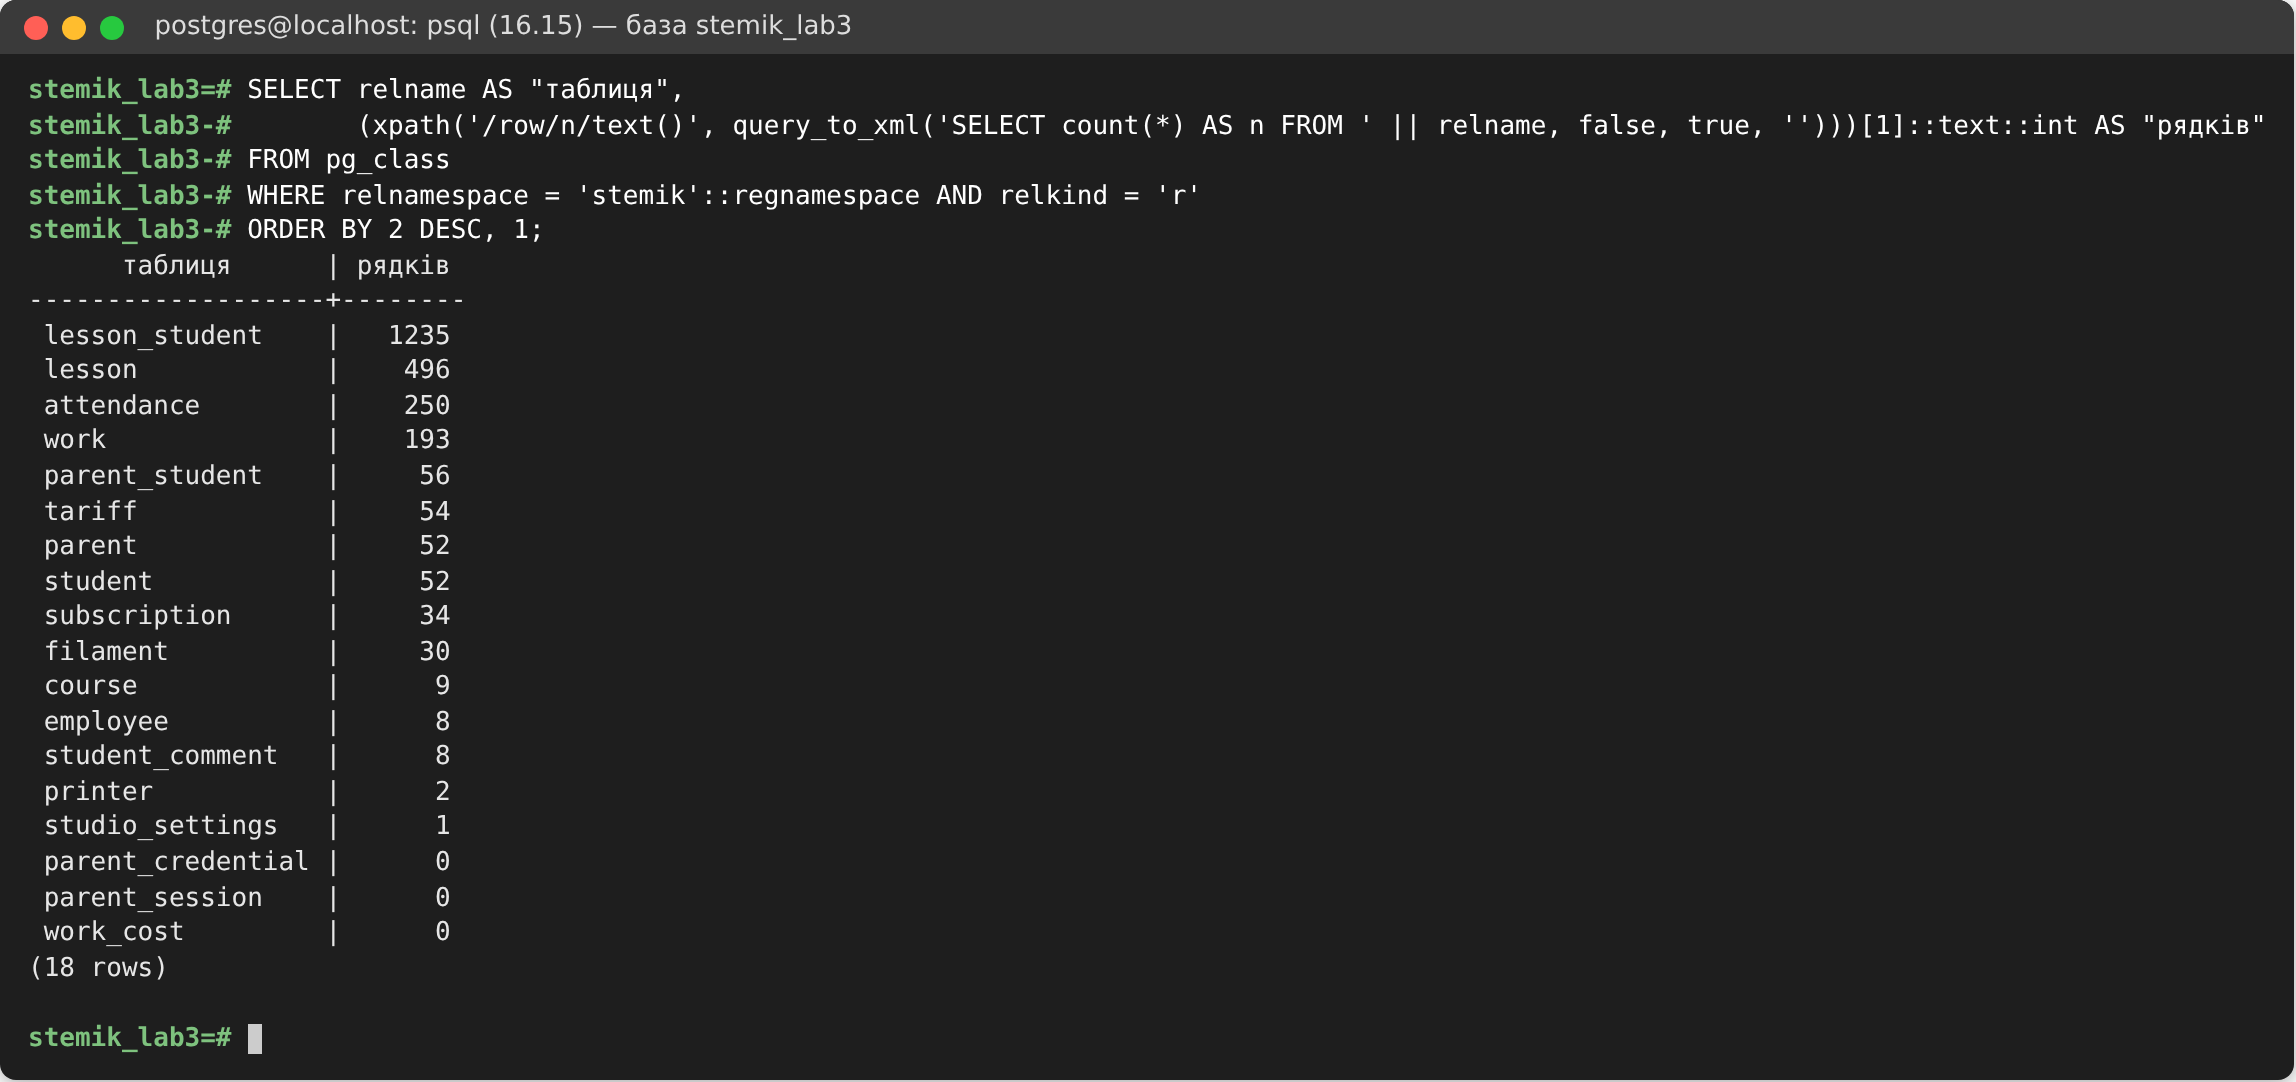 postgres@localhost: psql (16.15) — база stemik_lab3
stemik_lab3=# SELECT relname AS "таблиця",
stemik_lab3-#        (xpath('/row/n/text()', query_to_xml('SELECT count(*) AS n FROM ' || relname, false, true, '')))[1]::text::int AS "рядків"
stemik_lab3-# FROM pg_class
stemik_lab3-# WHERE relnamespace = 'stemik'::regnamespace AND relkind = 'r'
stemik_lab3-# ORDER BY 2 DESC, 1;
      таблиця      | рядків
-------------------+--------
 lesson_student    |   1235
 lesson            |    496
 attendance        |    250
 work              |    193
 parent_student    |     56
 tariff            |     54
 parent            |     52
 student           |     52
 subscription      |     34
 filament          |     30
 course            |      9
 employee          |      8
 student_comment   |      8
 printer           |      2
 studio_settings   |      1
 parent_credential |      0
 parent_session    |      0
 work_cost         |      0
(18 rows)
stemik_lab3=#